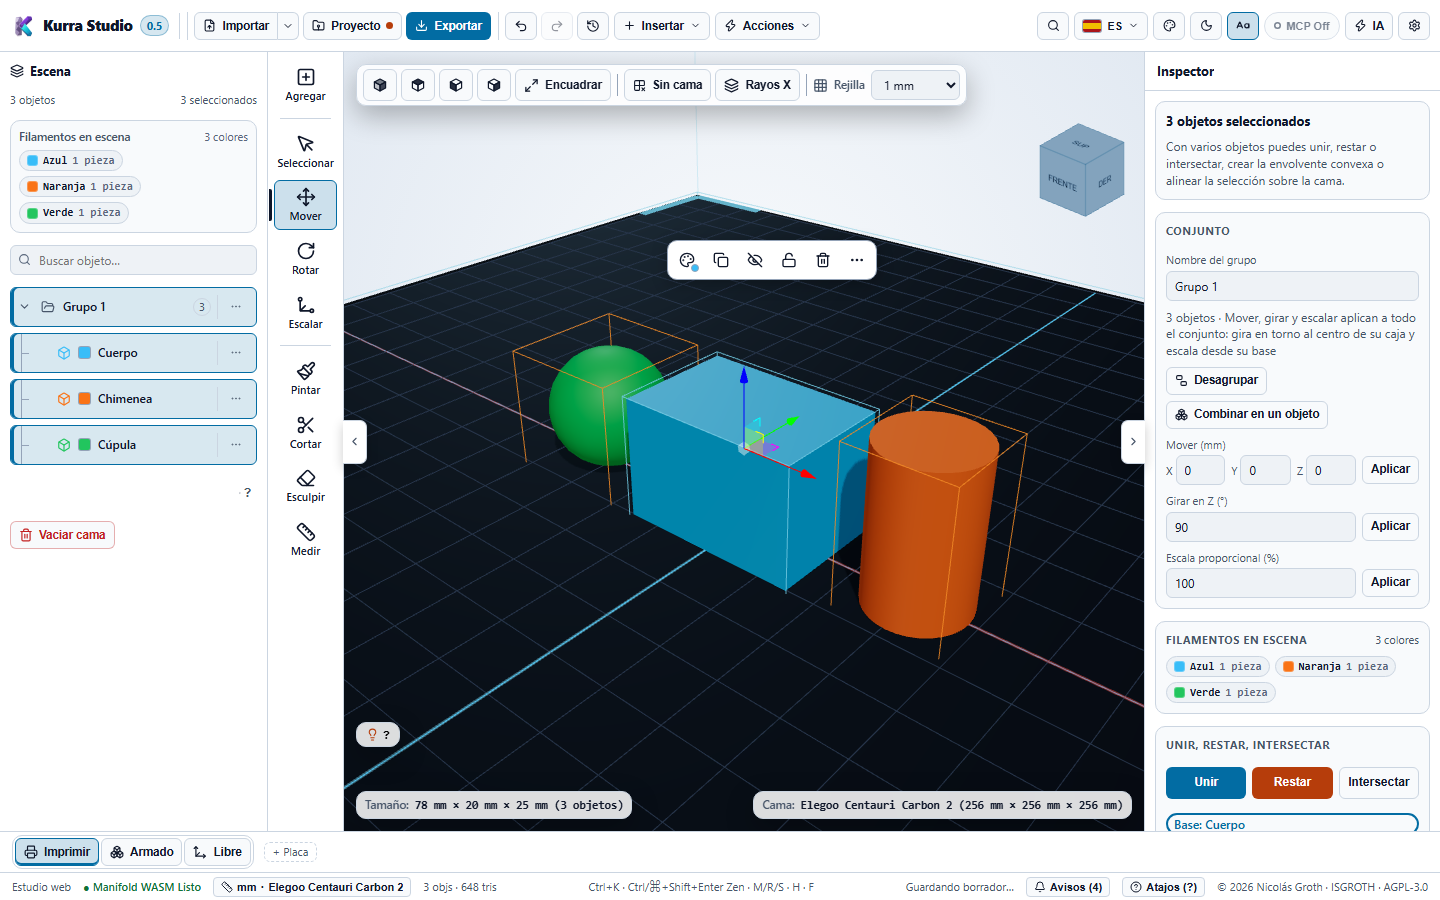 Kurra Studio 0.5 Importar Proyecto Exportar Insertar Acciones ES Aa MCP Off IA
Escena
3 objetos 3 seleccionados
Filamentos en escena 3 colores
Azul 1 pieza
Naranja 1 pieza
Verde 1 pieza
Buscar objeto...
Grupo 1 3
Cuerpo
Chimenea
Cúpula
?
Vaciar cama
Agregar
Seleccionar
Mover
Rotar
Escalar
Pintar
Cortar
Esculpir
Medir
Encuadrar Sin cama Rayos X Rejilla 1 mm
SUP
FRENTE DER
?
Tamaño: 78 mm × 20 mm × 25 mm (3 objetos)
Cama: Elegoo Centauri Carbon 2 (256 mm × 256 mm × 256 mm)
Inspector
3 objetos seleccionados
Con varios objetos puedes unir, restar o
intersectar, crear la envolvente convexa o
alinear la selección sobre la cama.
CONJUNTO
Nombre del grupo
Grupo 1
3 objetos · Mover, girar y escalar aplican a todo
el conjunto: gira en torno al centro de su caja y
escala desde su base
Desagrupar
Combinar en un objeto
Mover (mm)
X 0 Y 0 Z 0 Aplicar
Girar en Z (°)
90 Aplicar
Escala proporcional (%)
100 Aplicar
FILAMENTOS EN ESCENA 3 colores
Azul 1 pieza Naranja 1 pieza
Verde 1 pieza
UNIR, RESTAR, INTERSECTAR
Unir Restar Intersectar
Base: Cuerpo
Imprimir Armado Libre + Placa
Estudio web Manifold WASM Listo mm · Elegoo Centauri Carbon 2 3 objs · 648 tris Ctrl+K · Ctrl/⌘+Shift+Enter Zen · M/R/S · H · F Guardando borrador... Avisos (4) Atajos (?) © 2026 Nicolás Groth · ISGROTH · AGPL-3.0